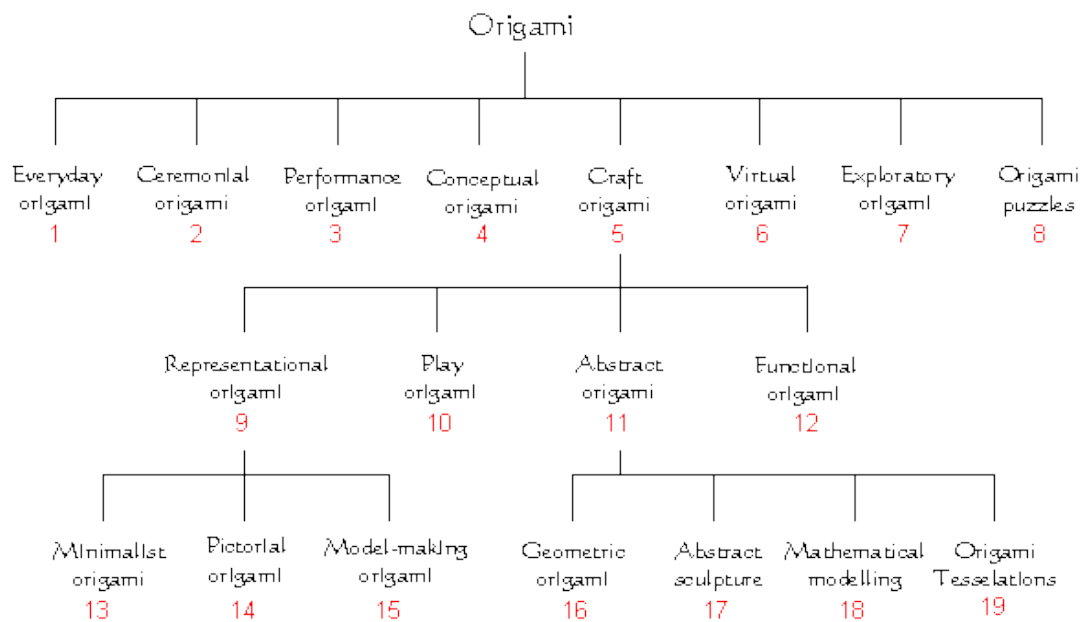 Origami
Everyday
origami
1
Ceremonial
origami
2
Performance
origami
3
Conceptual
origami
4
Craft
origami
5
Virtual
origami
6
Exploratory
origami
7
Origami
puzzles
8
Representational
origami
9
Play
origami
10
Abstract
origami
11
Functional
origami
12
Minimalist
origami
13
Pictorial
origami
14
Model-making
origami
15
Geometric
origami
16
Abstract
sculpture
17
Mathematical
modelling
18
Origami
Tesselations
19